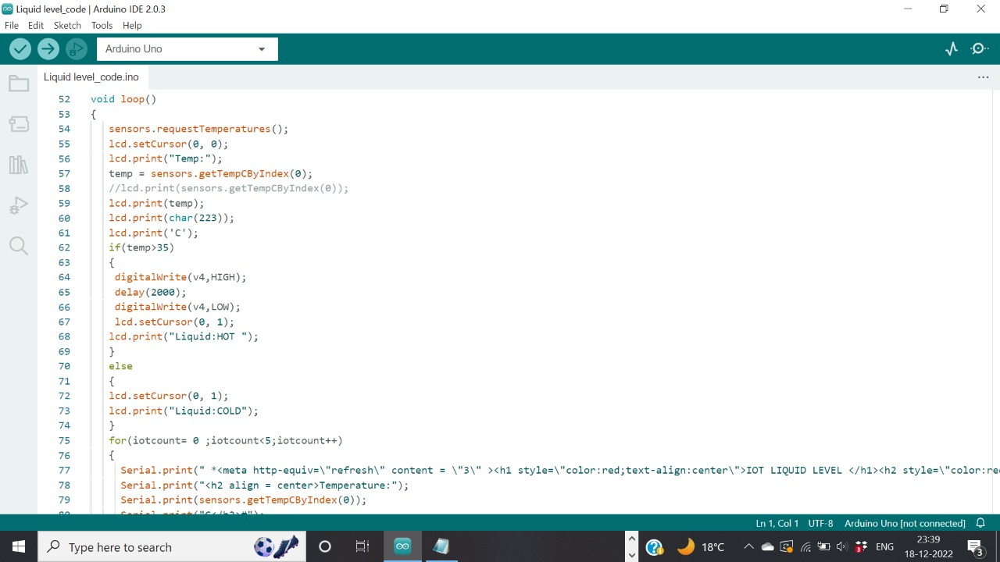 Liquid level_code | Arduino IDE 2.0.3
File Edit Sketch Tools Help
Arduino Uno
Liquid level_code.ino
52 void loop()
53 {
54 sensors.requestTemperatures();
55 lcd.setCursor(0, 0);
56 lcd.print("Temp:");
57 temp = sensors.getTempCByIndex(0);
58 //lcd.print(sensors.getTempCByIndex(0));
59 lcd.print(temp);
60 lcd.print(char(223));
61 lcd.print('C');
62 if(temp>35)
63 {
64 digitalWrite(v4,HIGH);
65 delay(2000);
66 digitalWrite(v4,LOW);
67 lcd.setCursor(0, 1);
68 lcd.print("Liquid:HOT ");
69 }
70 else
71 {
72 lcd.setCursor(0, 1);
73 lcd.print("Liquid:COLD");
74 }
75 for(iotcount= 0 ;iotcount<5;iotcount++)
76 {
77 Serial.print(" *<meta http-equiv=\"refresh\" content = \"3\" ><h1 style=\"color:red;text-align:center\">IOT LIQUID LEVEL </h1><h2 style=\"color:re
78 Serial.print("<h2 align = center>Temperature:");
79 Serial.print(sensors.getTempCByIndex(0));
80 Serial.print("C</h2>#");
Ln 1, Col 1 UTF-8 Arduino Uno [not connected]
Type here to search
18°C
3
ENG
23:39
18-12-2022
3